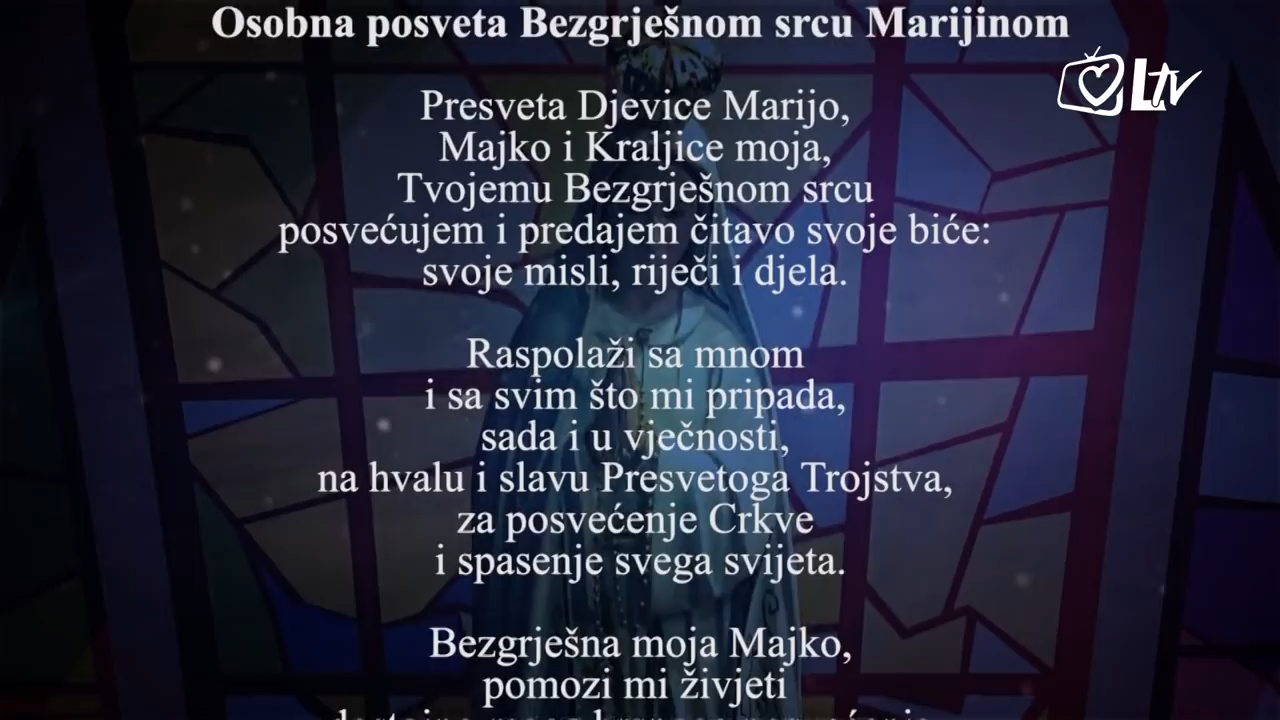 Osobna posveta Bezgrješnom srcu Marijinom
LTV
Presveta Djevice Marijo,
Majko i Kraljice moja,
Tvojemu Bezgrješnom srcu
posvećujem i predajem čitavo svoje biće:
svoje misli, riječi i djela.
Raspolaži sa mnom
i sa svim što mi pripada,
sada i u vječnosti,
na hvalu i slavu Presvetoga Trojstva,
za posvećenje Crkve
i spasenje svega svijeta.
Bezgrješna moja Majko,
pomozi mi živjeti